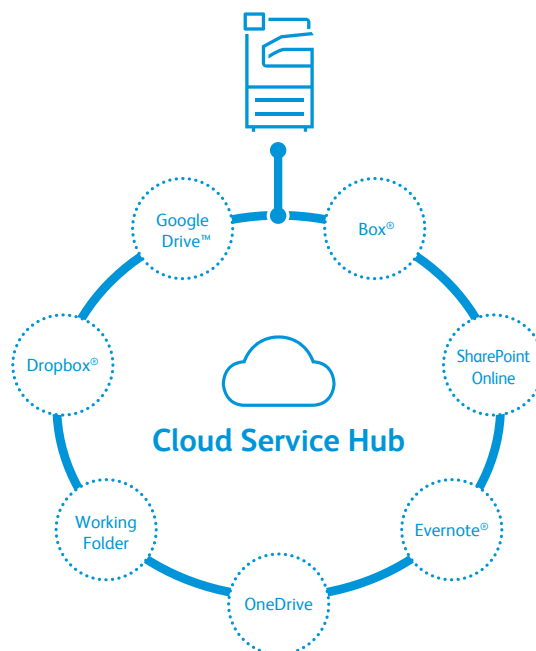 Google
Drive™
Box®
Dropbox®
SharePoint
Online
Cloud Service Hub
Working
Folder
Evernote®
OneDrive